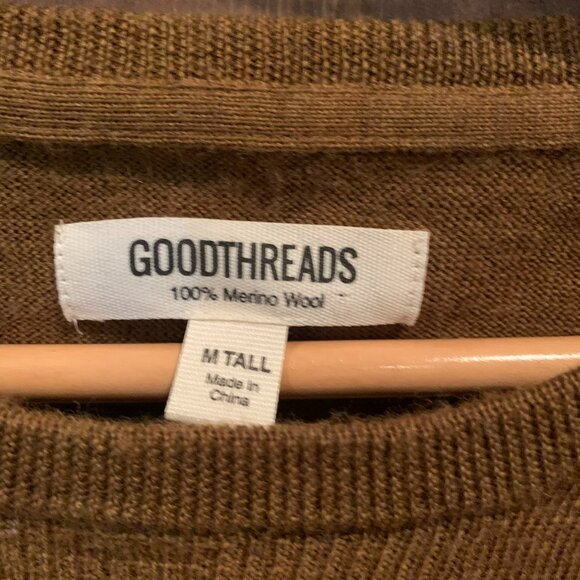 GOODTHREADS
100% Merino Wool
M TALL
Made in
China